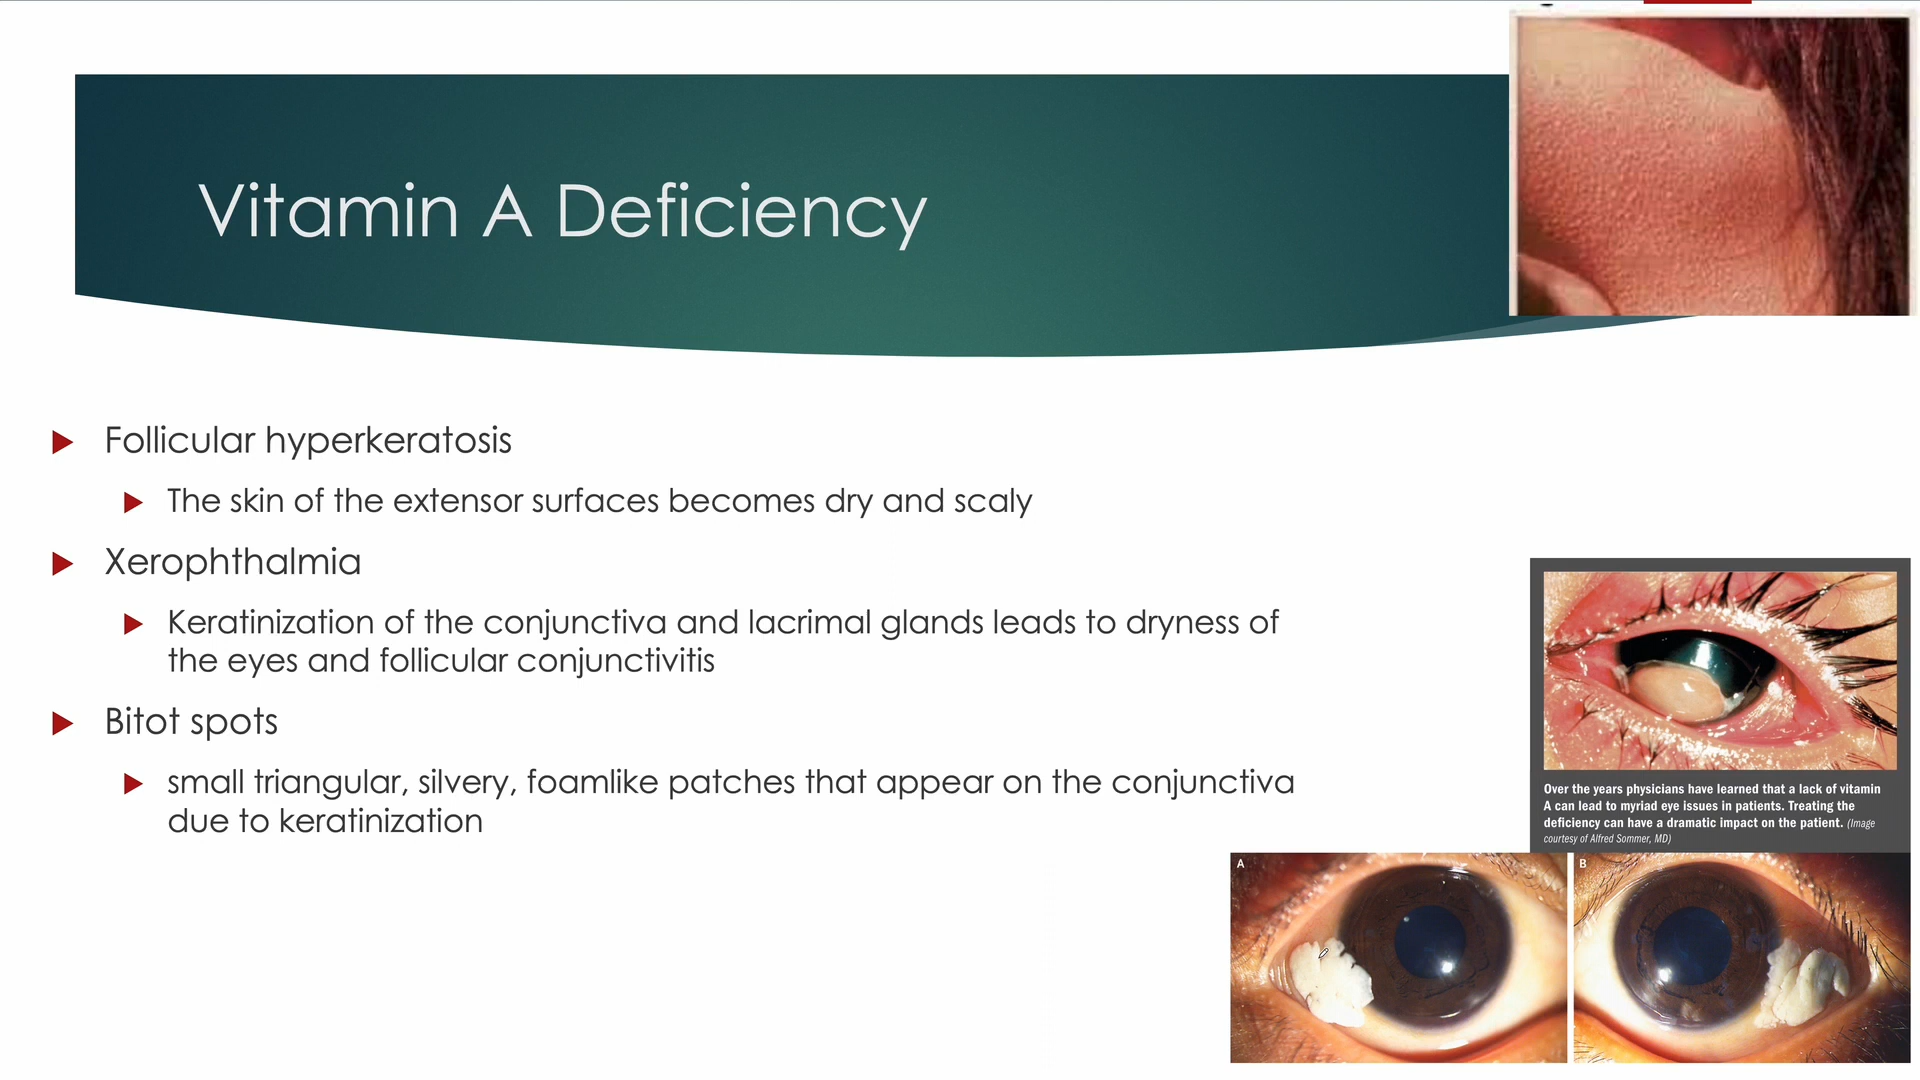 Vitamin A Deficiency
Follicular hyperkeratosis
The skin of the extensor surfaces becomes dry and scaly
Xerophthalmia
Keratinization of the conjunctiva and lacrimal glands leads to dryness of
the eyes and follicular conjunctivitis
Bitot spots
small triangular, silvery, foamlike patches that appear on the conjunctiva
due to keratinization
Over the years physicians have learned that a lack of vitamin
A can lead to myriad eye issues in patients. Treating the
deficiency can have a dramatic impact on the patient. (Image
courtesy of Alfred Sommer, MD)
A
B